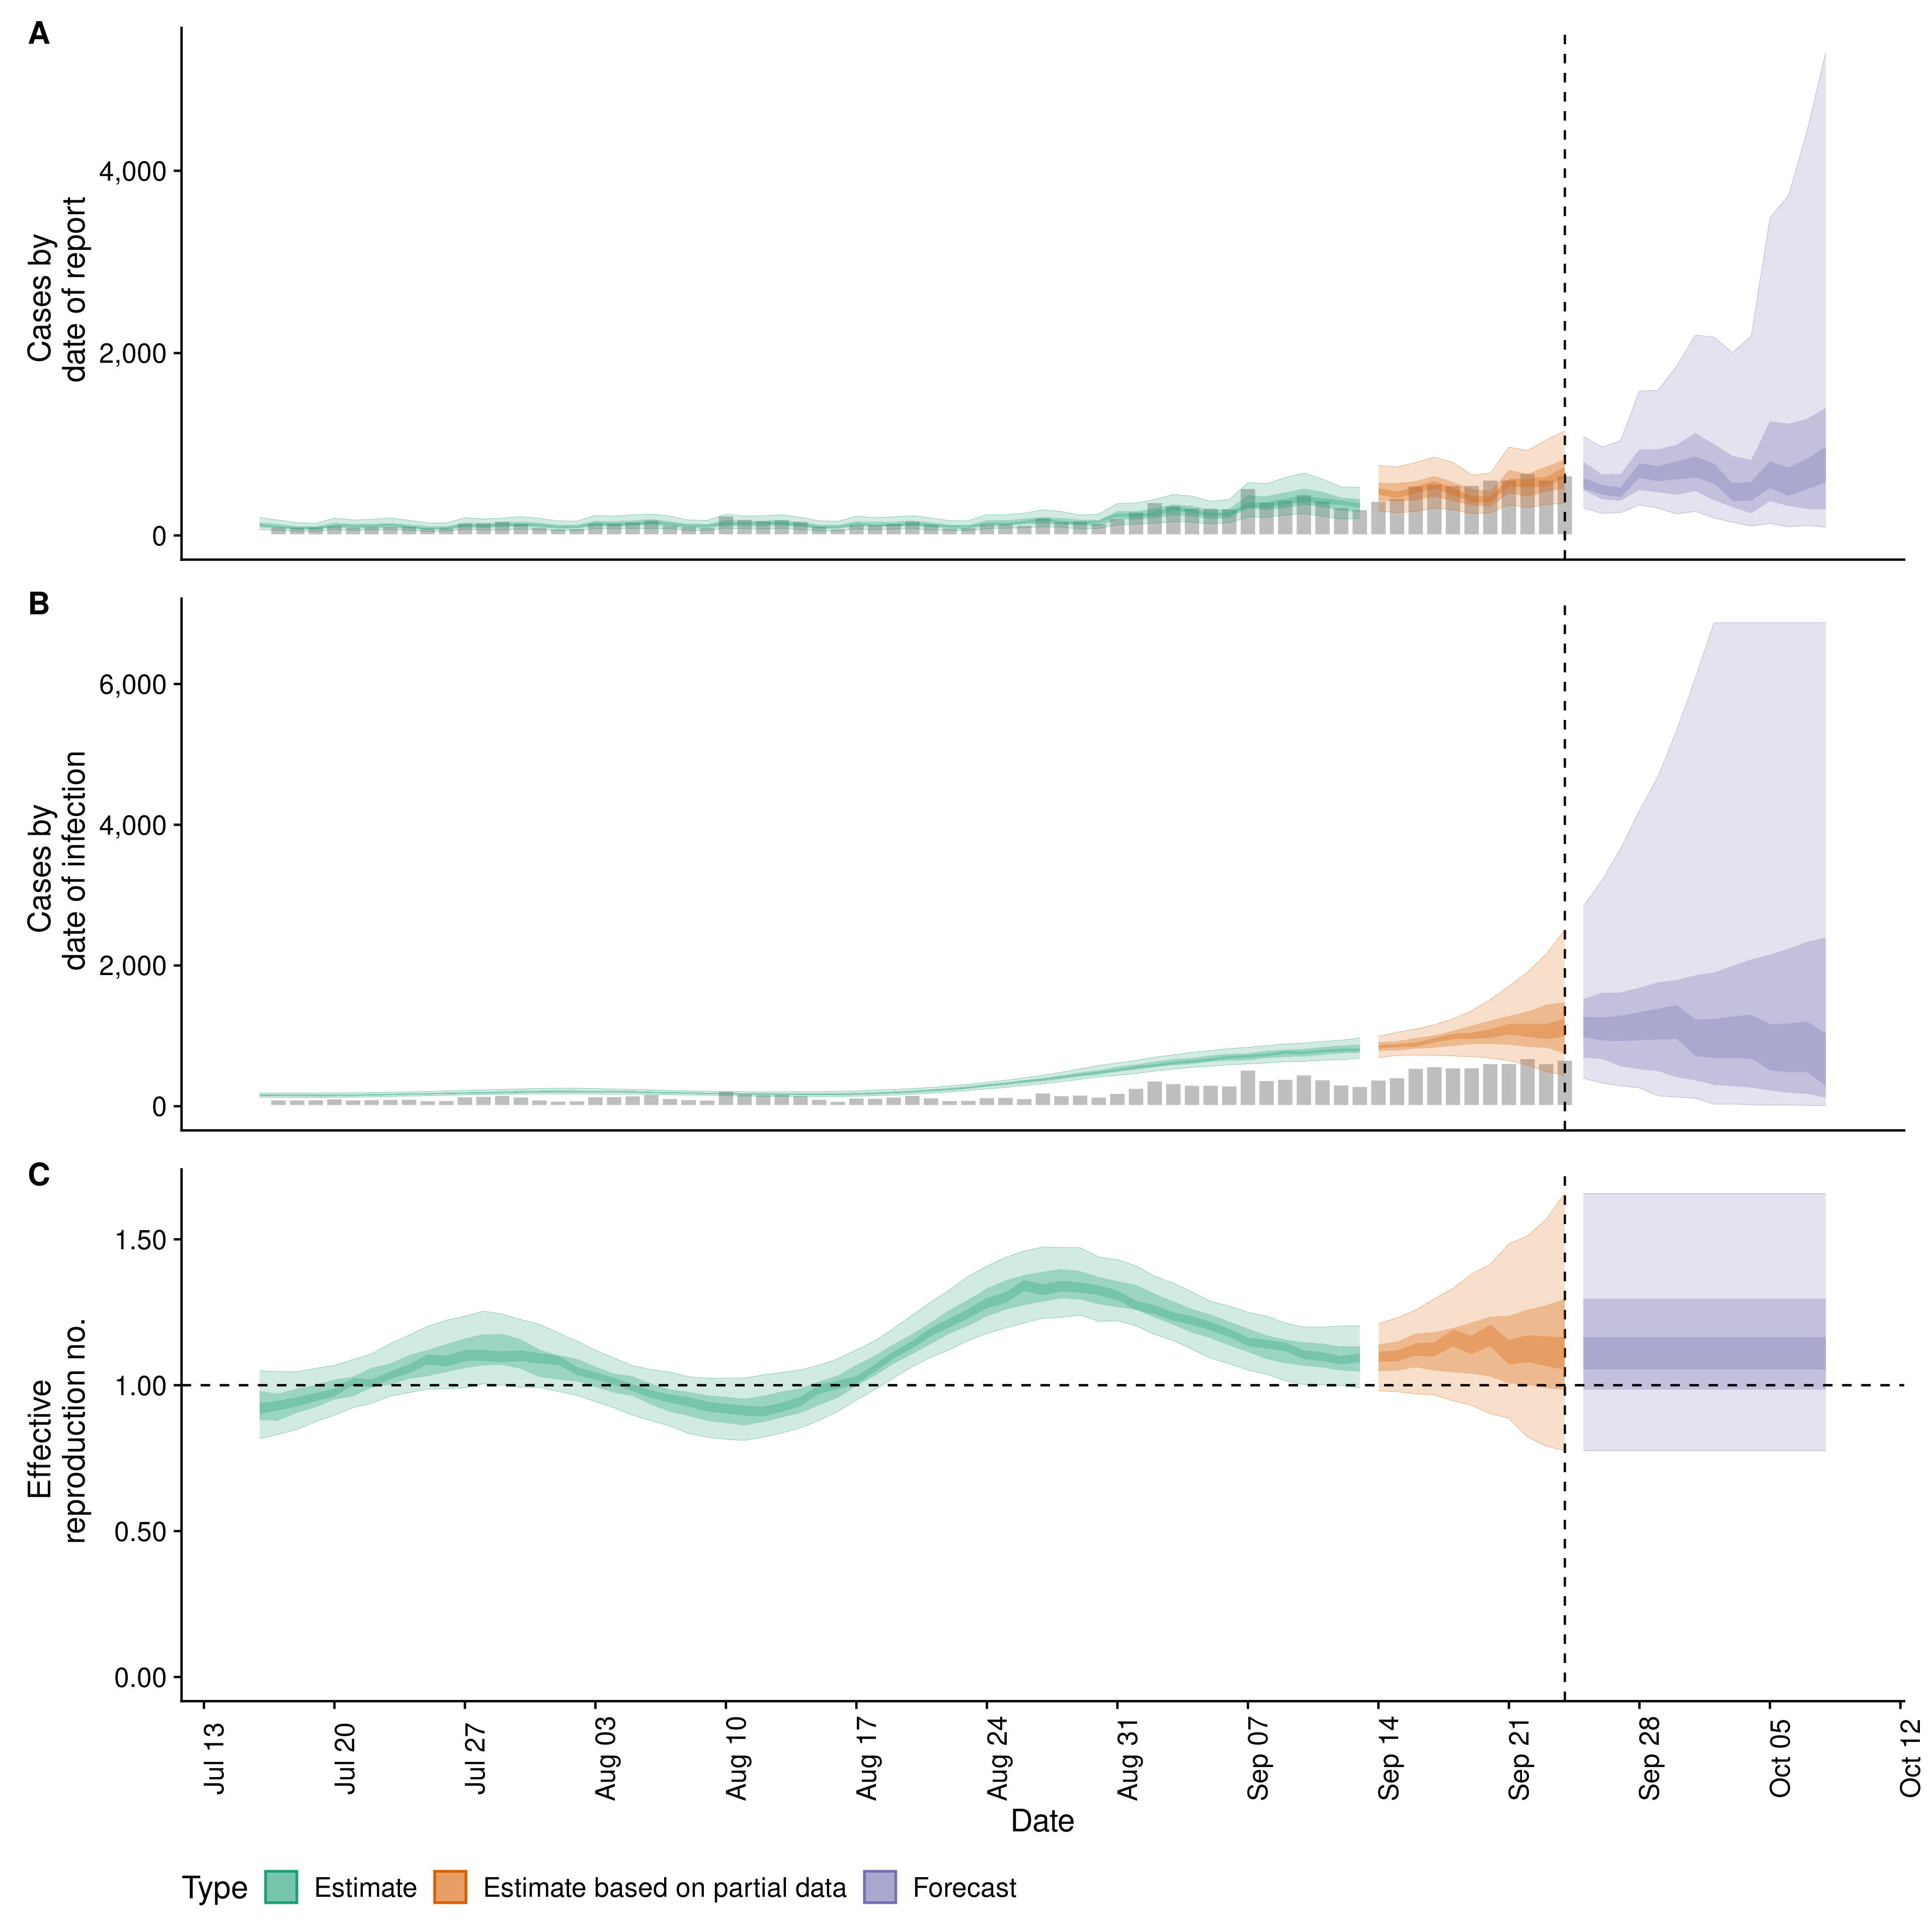 A
Cases by
date of report
4,000
2,000
0
B
Cases by
date of infection
6,000
4,000
2,000
0
C
Effective
reproduction no.
1.50
1.00
0.50
0.00
Jul 13
Jul 20
Jul 27
Aug 03
Aug 10
Aug 17
Aug 24
Aug 31
Sep 07
Sep 14
Sep 21
Sep 28
Oct 05
Oct 12
Date
Type Estimate Estimate based on partial data Forecast